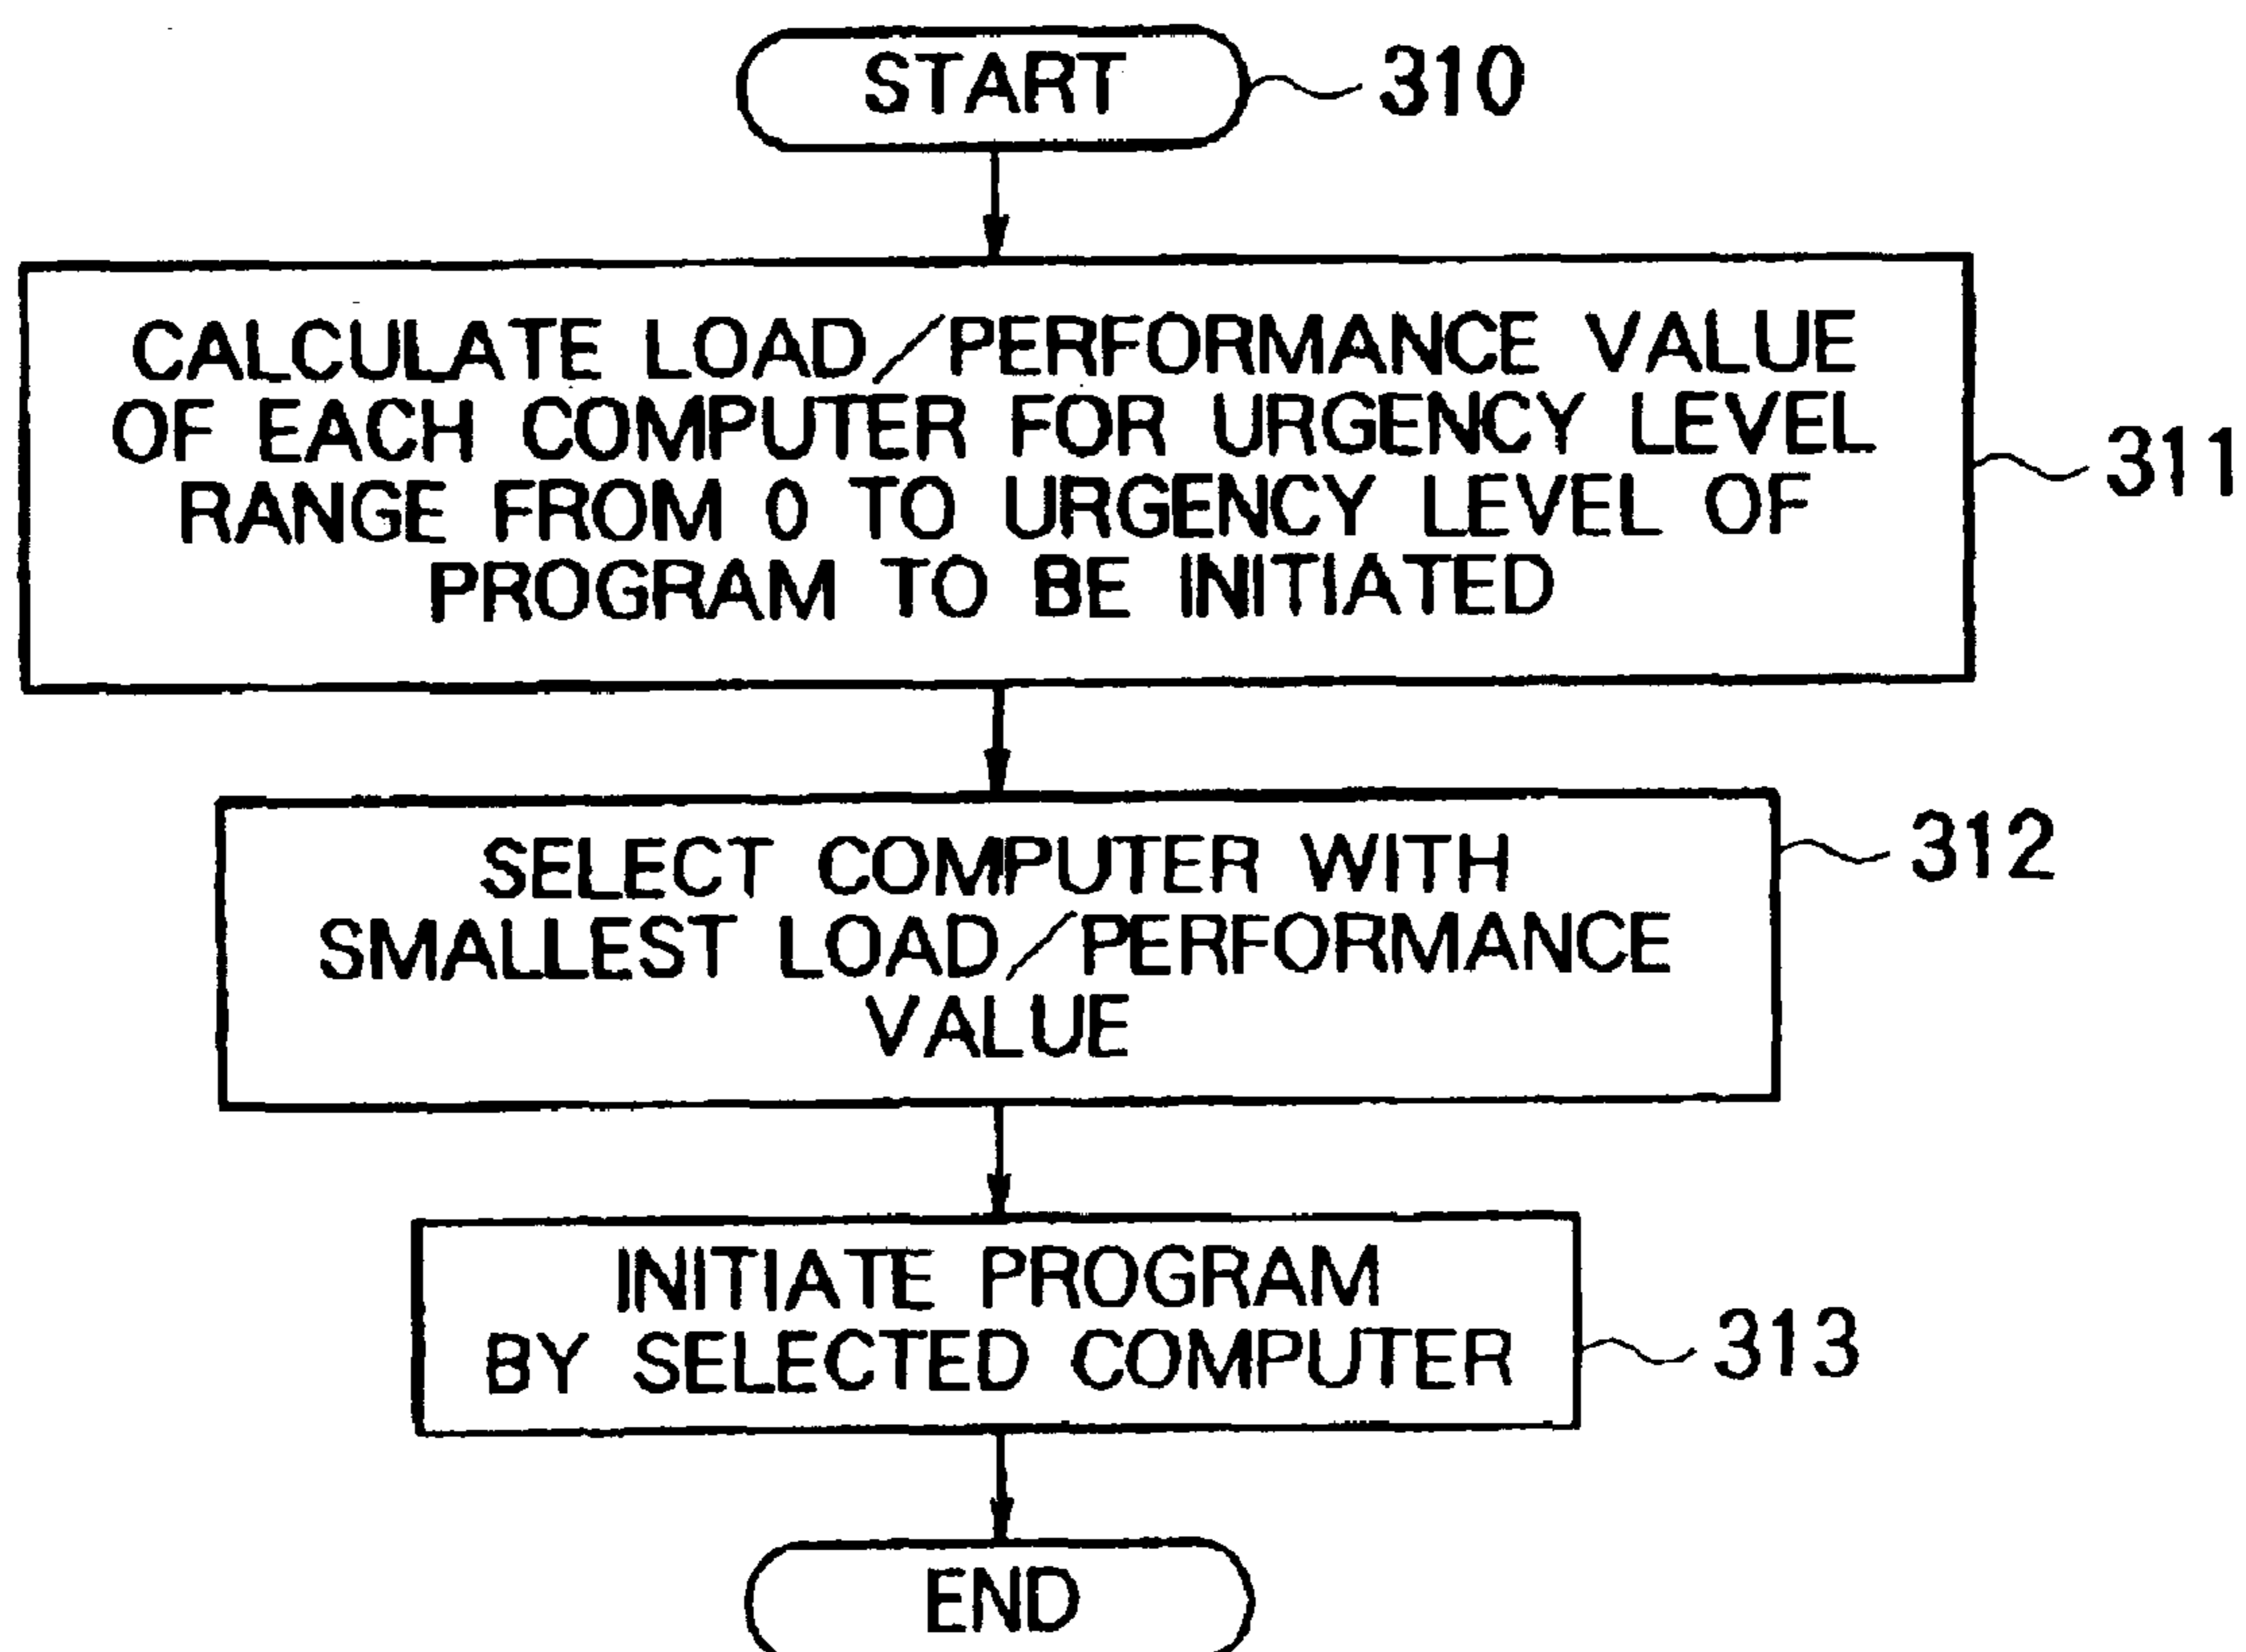 START
310
CALCULATE LOAD/PERFORMANCE VALUE
OF EACH COMPUTER FOR URGENCY LEVEL
RANGE FROM 0 TO URGENCY LEVEL OF
PROGRAM TO BE INITIATED
311
SELECT COMPUTER WITH
SMALLEST LOAD/PERFORMANCE
VALUE
312
INITIATE PROGRAM
BY SELECTED COMPUTER
313
END